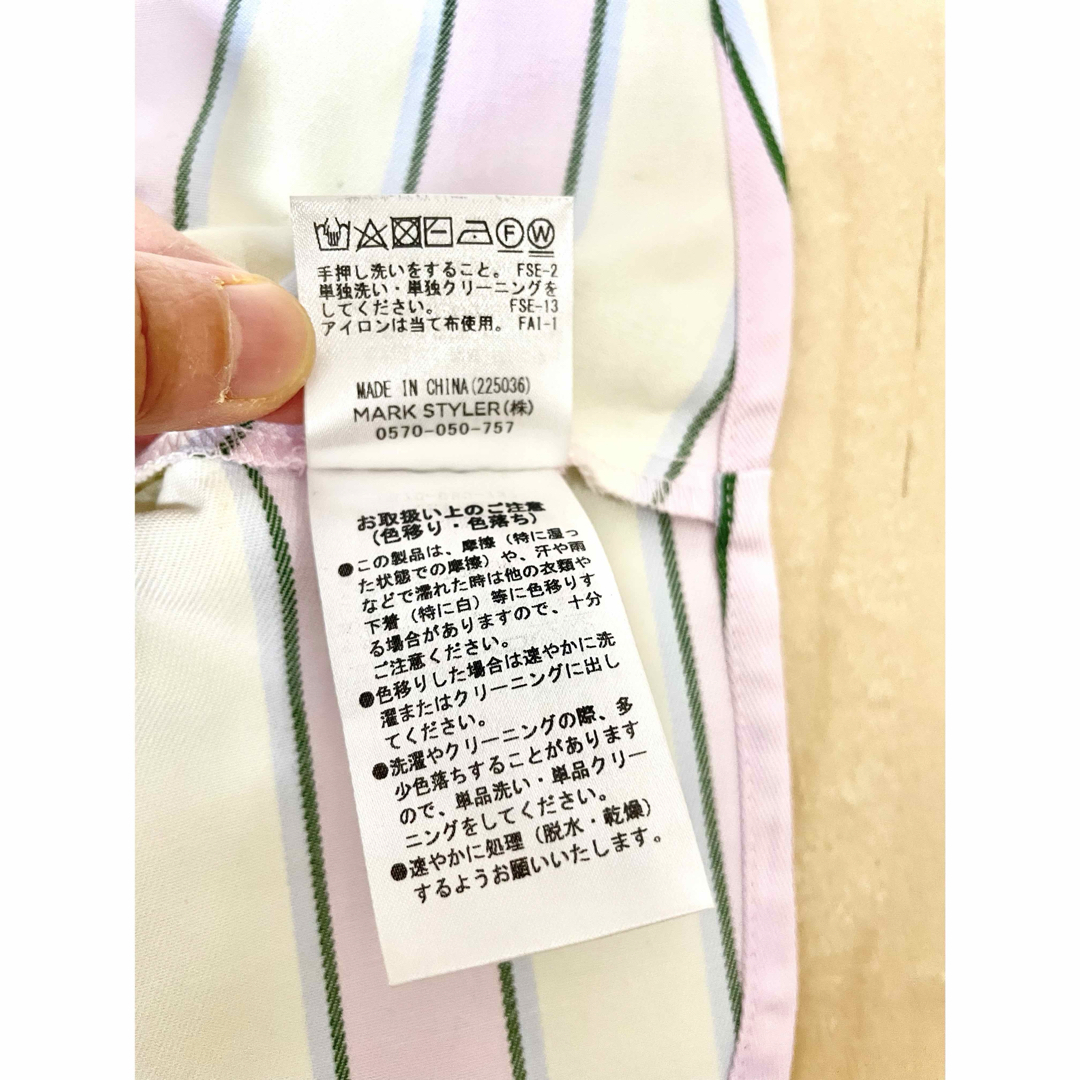 手押し洗いをすること。 FSE-2
単独洗い・単独クリーニングを
してください。 FSE-13
アイロンは当て布使用。 FAI-1
MADE IN CHINA(225036)
MARK STYLER(株)
0570-050-757
お取扱い上のご注意
(色移り・色落ち)
●この製品は、摩擦(特に湿っ
た状態での摩擦)や、汗や雨
などで濡れた時は他の衣類や
下着(特に白)等に色移りす
る場合がありますので、十分
ご注意ください。
●色移りした場合は速やかに洗
濯またはクリーニングに出し
てください。
●洗濯やクリーニングの際、多
少色落ちすることがあります
ので、単品洗い・単品クリー
ニングをしてください。
●速やかに処理(脱水・乾燥)
するようお願いいたします。